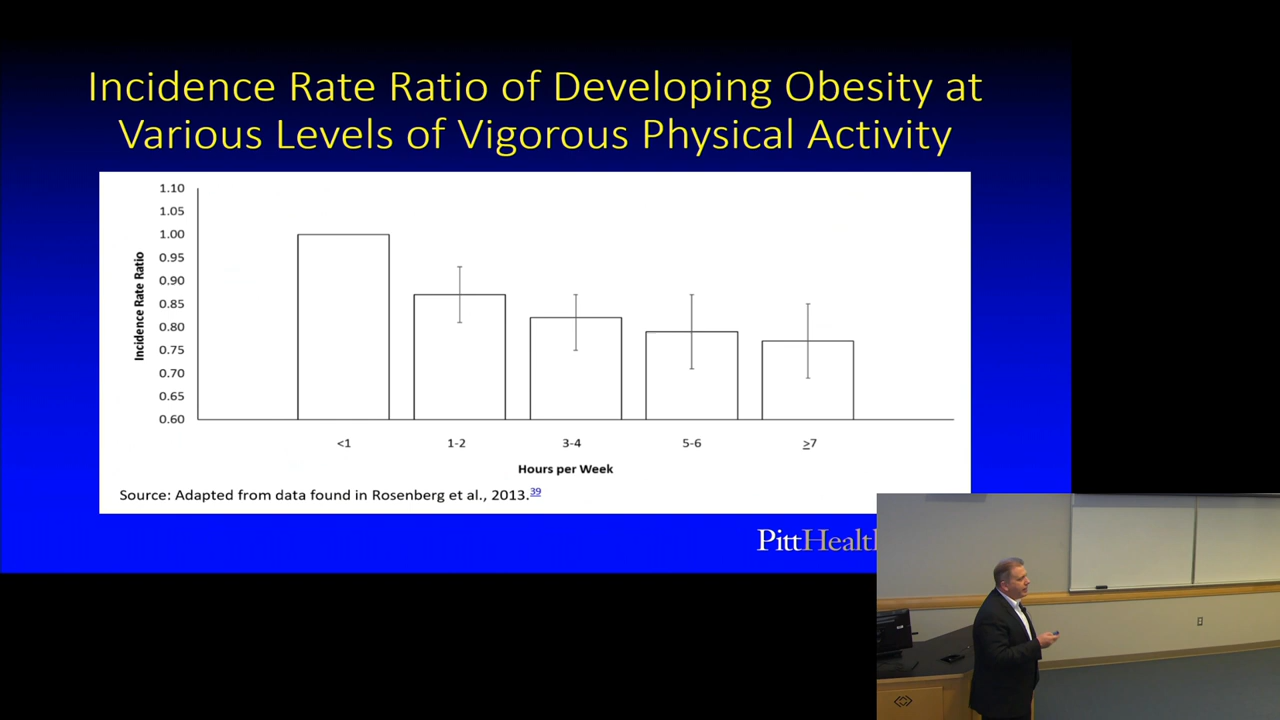 Incidence Rate Ratio of Developing Obesity at
Various Levels of Vigorous Physical Activity
Incidence Rate Ratio
1.10
1.05
1.00
0.95
0.90
0.85
0.80
0.75
0.70
0.65
0.60
<1 1-2 3-4 5-6 ≥7
Hours per Week
Source: Adapted from data found in Rosenberg et al., 2013.39
PittHealth